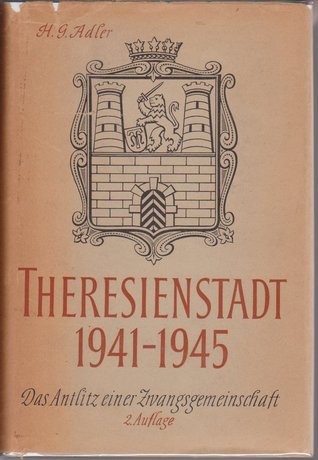 H. G. Adler
THERESIENSTADT
1941-1945
Das Antlitz einer Zwangsgemeinschaft
2. Auflage